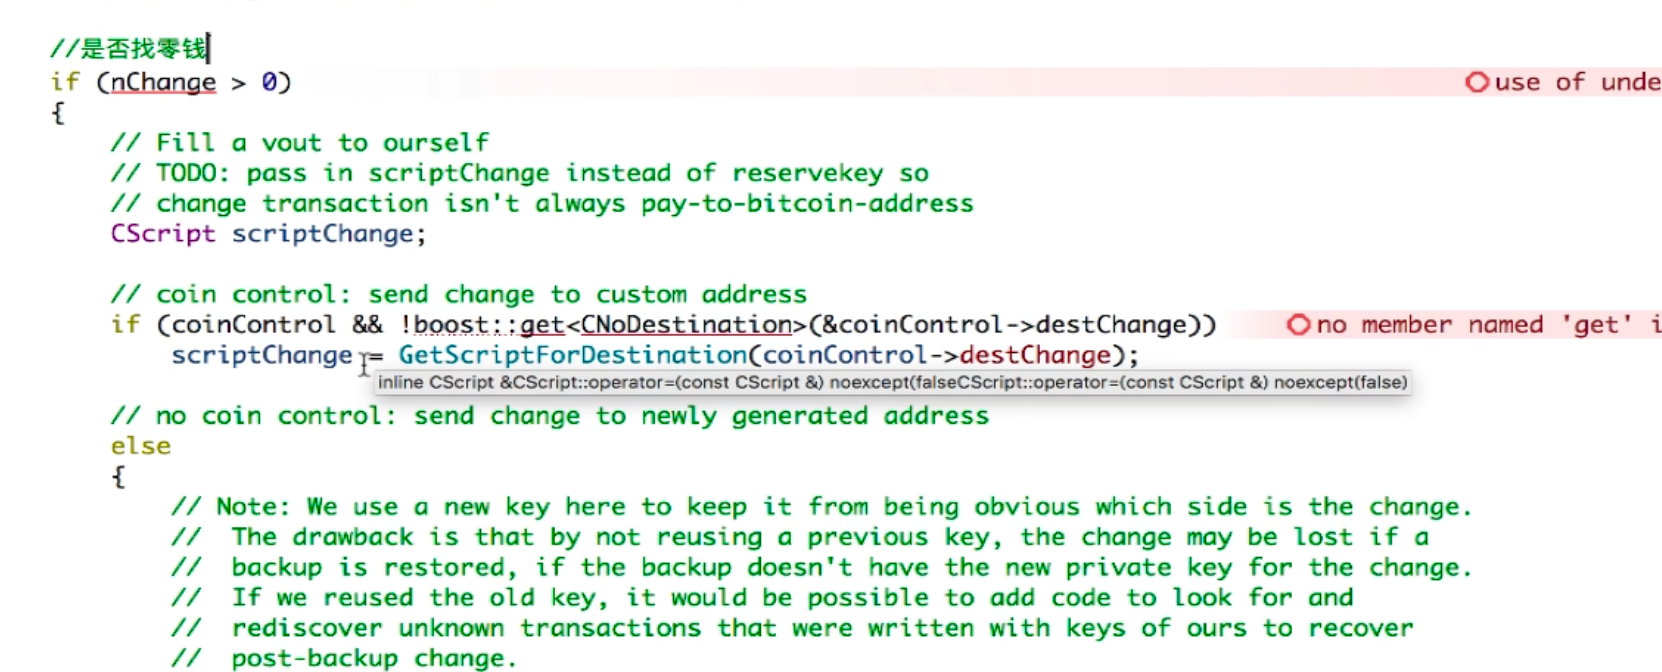 //是否找零钱
if (nChange > 0)
use of unde
{
// Fill a vout to ourself
// TODO: pass in scriptChange instead of reservekey so
// change transaction isn't always pay-to-bitcoin-address
CScript scriptChange;
// coin control: send change to custom address
if (coinControl && !boost::get<CNoDestination>(&coinControl->destChange))
no member named 'get' i
scriptChange = GetScriptForDestination(coinControl->destChange);
inline CScript &CScript::operator=(const CScript &) noexcept(falseCScript::operator=(const CScript &) noexcept(false)
// no coin control: send change to newly generated address
else
{
// Note: We use a new key here to keep it from being obvious which side is the change.
//  The drawback is that by not reusing a previous key, the change may be lost if a
//  backup is restored, if the backup doesn't have the new private key for the change.
//  If we reused the old key, it would be possible to add code to look for and
//  rediscover unknown transactions that were written with keys of ours to recover
//  post-backup change.